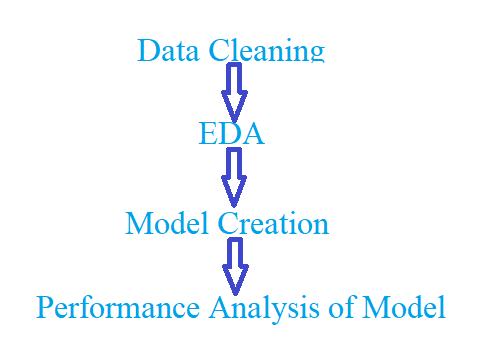 Data Cleaning
EDA
Model Creation
Performance Analysis of Model